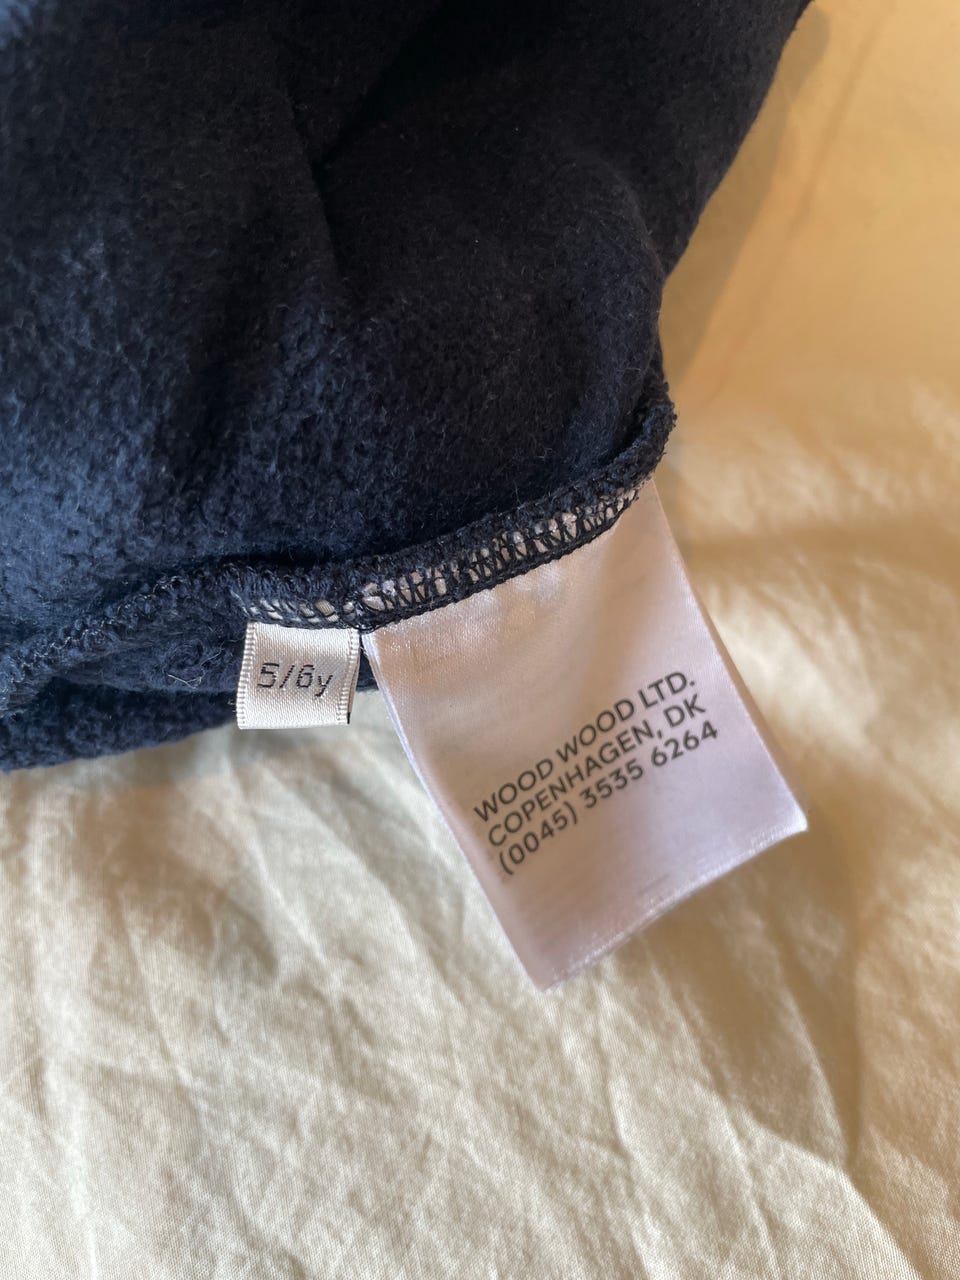 5/6y
WOOD WOOD LTD.
COPENHAGEN, DK
(0045) 3535 6264